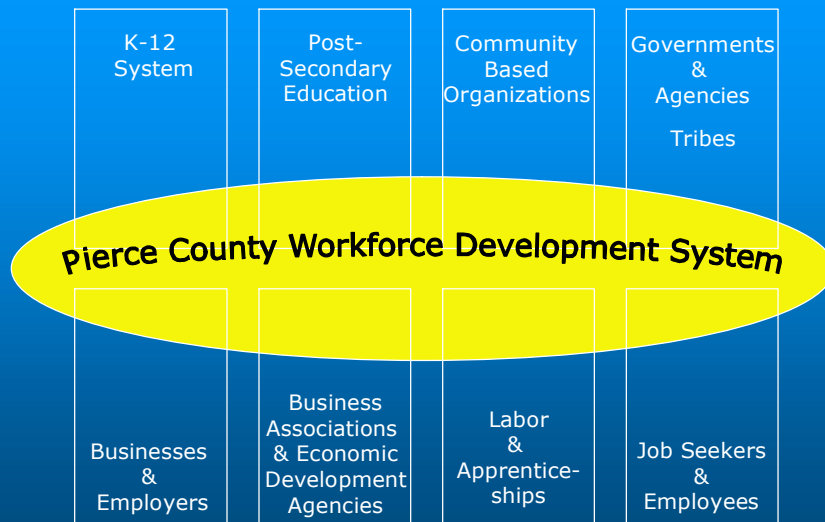 K-12
System
Post-
Secondary
Education
Community
Based
Organizations
Governments
&
Agencies
Tribes
Pierce County Workforce Development System
Businesses
&
Employers
Business
Associations
& Economic
Development
Agencies
Labor
&
Apprentice-
ships
Job Seekers
&
Employees